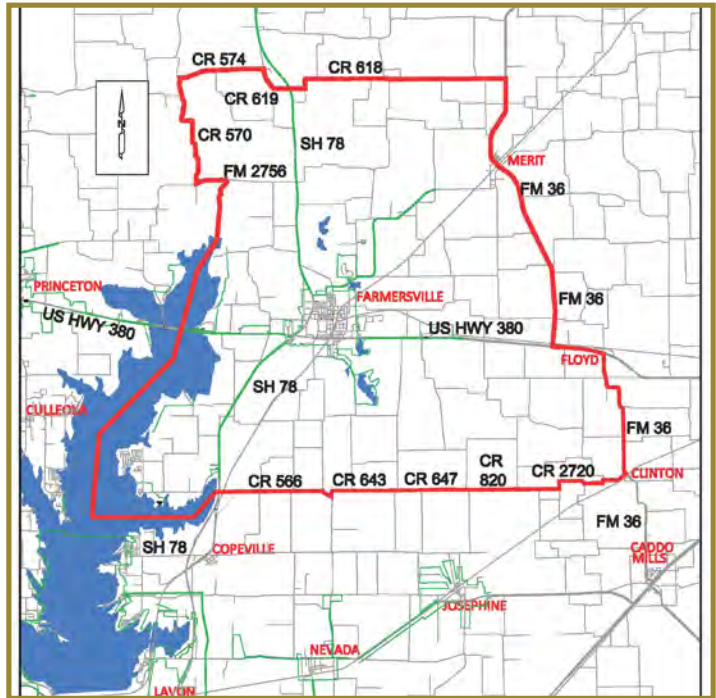 CR 574
CR 618
CR 619
N
CR 570
SH 78
MERIT
FM 2756
FM 36
PRINCETON
FM 36
FARMERSVILLE
US HWY 380
US HWY 380
FLOYD
SH 78
CULLEOLA
FM 36
CR 566
CR 643
CR 647
CR
820
CR 2720
CLINTON
FM 36
SH 78
COPEVILLE
CADDO
MILLS
JOSEPHINE
NEVADA
LAVON